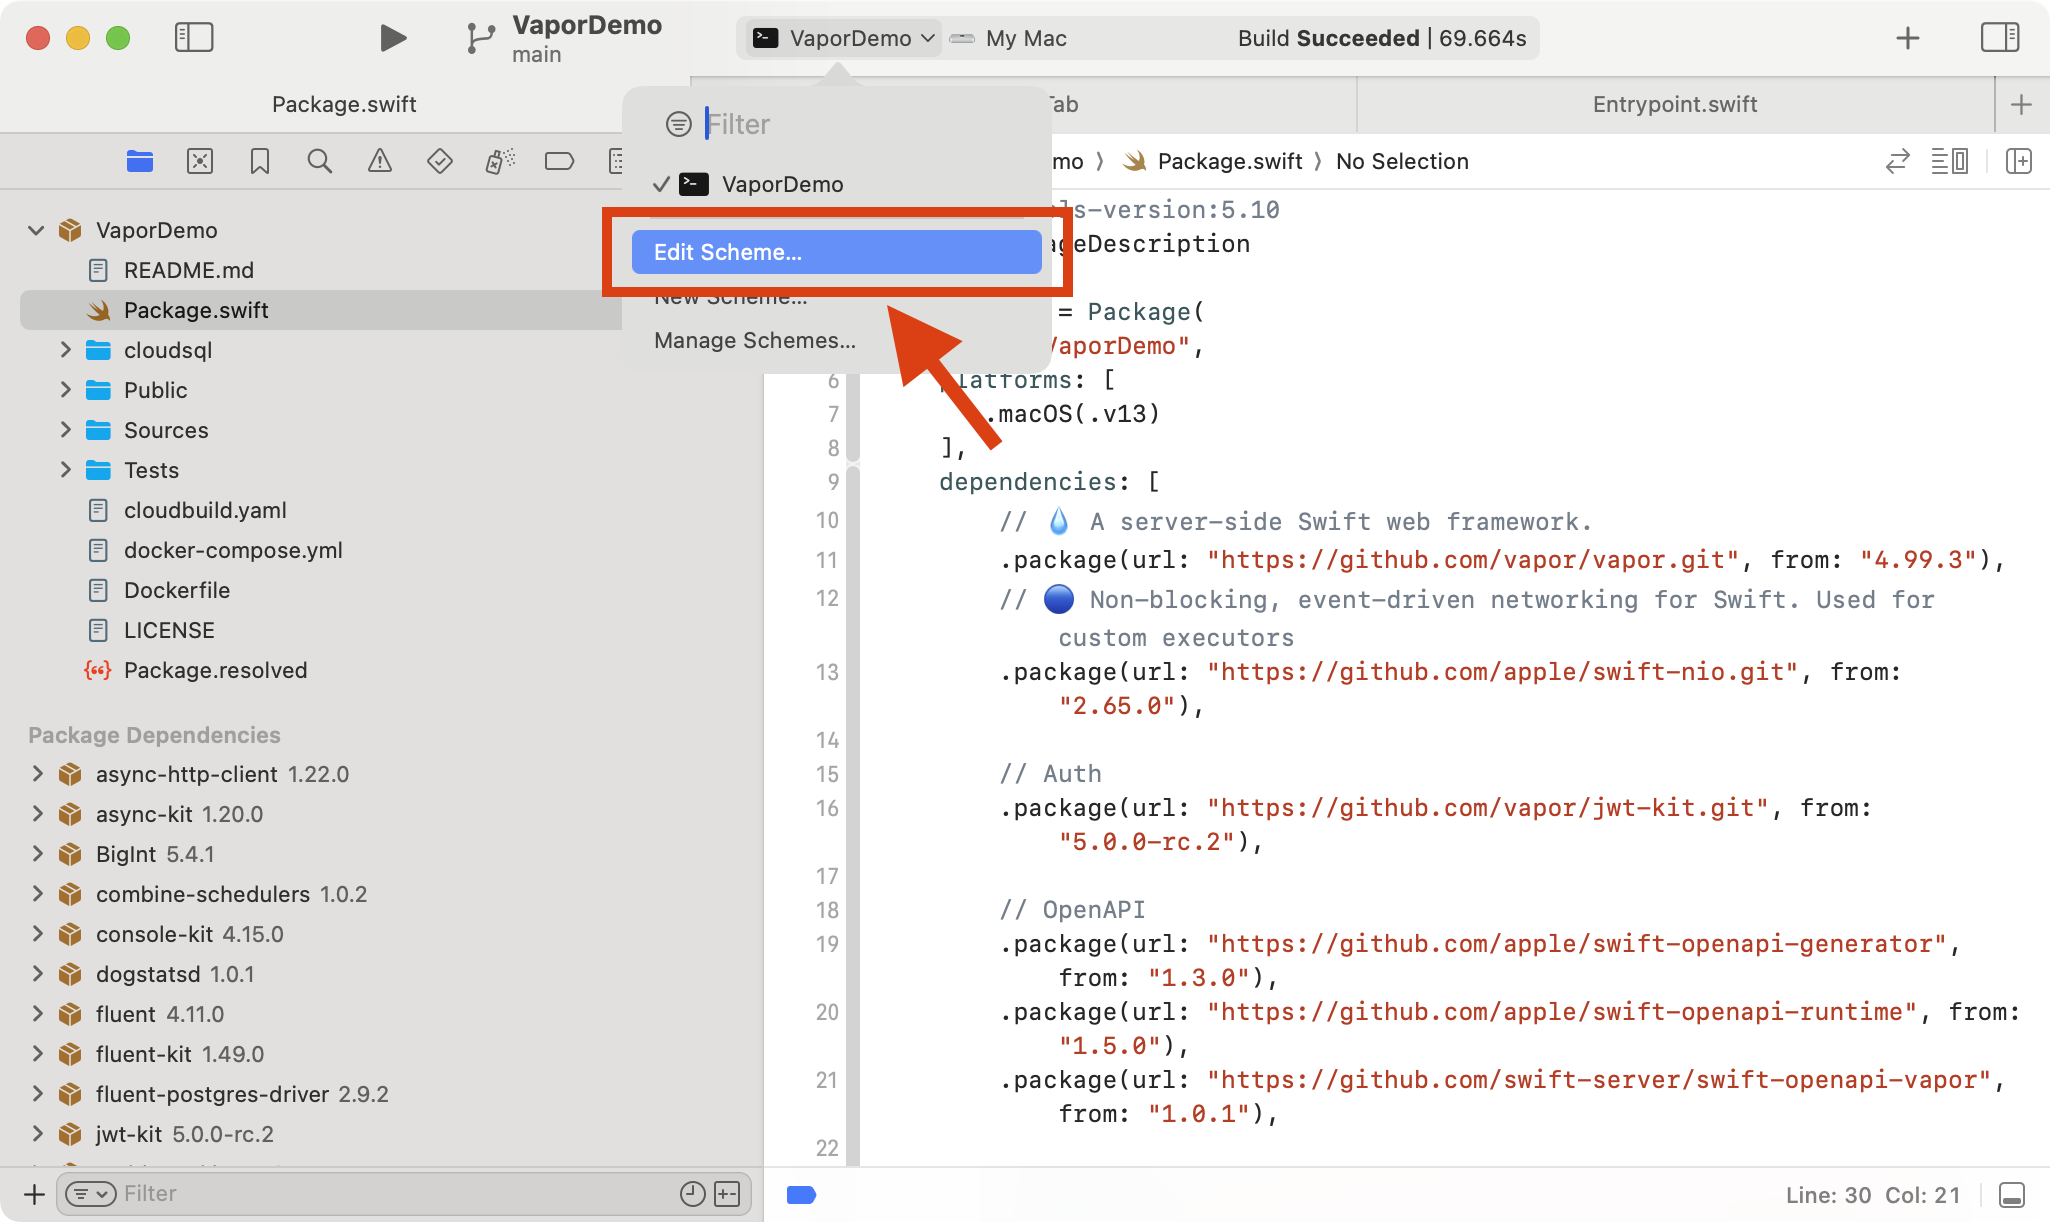 VaporDemo
main
VaporDemo
My Mac
Build Succeeded | 69.664s
Package.swift
Tab
Entrypoint.swift
Filter
VaporDemo
Edit Scheme...
New Scheme...
Manage Schemes...
mo
Package.swift
No Selection
VaporDemo
README.md
Package.swift
cloudsql
Public
Sources
Tests
cloudbuild.yaml
docker-compose.yml
Dockerfile
LICENSE
Package.resolved
Package Dependencies
async-http-client 1.22.0
async-kit 1.20.0
BigInt 5.4.1
combine-schedulers 1.0.2
console-kit 4.15.0
dogstatsd 1.0.1
fluent 4.11.0
fluent-kit 1.49.0
fluent-postgres-driver 2.9.2
jwt-kit 5.0.0-rc.2
Filter
ls-version:5.10
ageDescription
= Package(
VaporDemo",
6 platforms: [
7 .macOS(.v13)
8 ],
9 dependencies: [
10 // 💧 A server-side Swift web framework.
11 .package(url: "https://github.com/vapor/vapor.git", from: "4.99.3"),
12 // 🔵 Non-blocking, event-driven networking for Swift. Used for
custom executors
13 .package(url: "https://github.com/apple/swift-nio.git", from:
"2.65.0"),
14
15 // Auth
16 .package(url: "https://github.com/vapor/jwt-kit.git", from:
"5.0.0-rc.2"),
17
18 // OpenAPI
19 .package(url: "https://github.com/apple/swift-openapi-generator",
from: "1.3.0"),
20 .package(url: "https://github.com/apple/swift-openapi-runtime", from:
"1.5.0"),
21 .package(url: "https://github.com/swift-server/swift-openapi-vapor",
from: "1.0.1"),
22
Line: 30 Col: 21